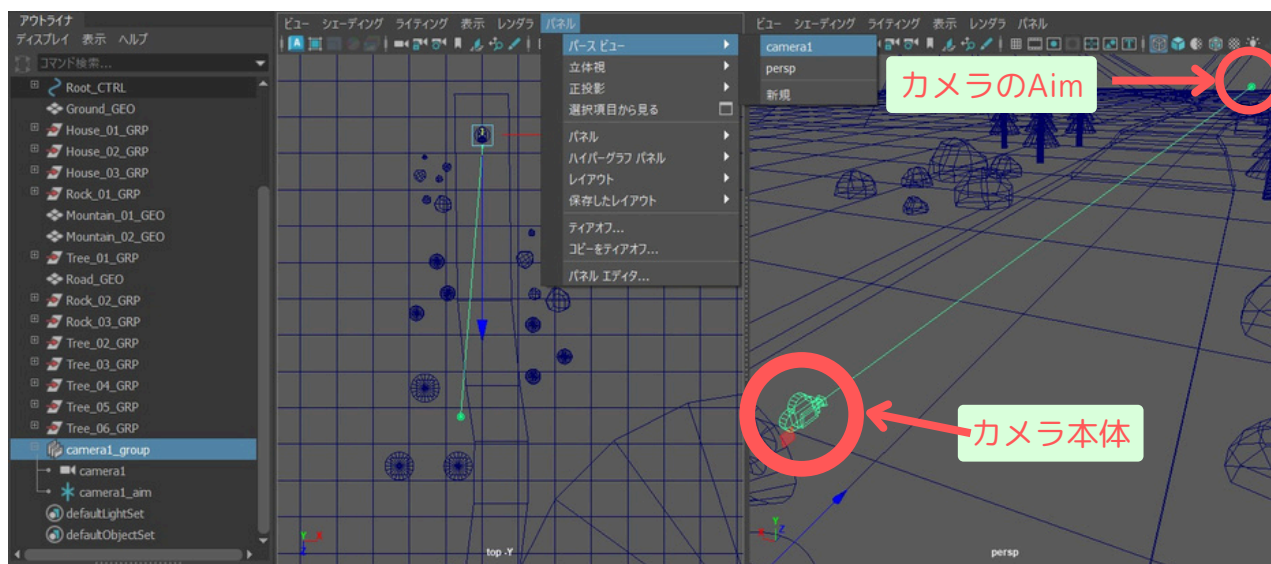 アウトライナ
ディスプレイ 表示 ヘルプ
コマンド検索...
Root_CTRL
Ground_GEO
House_01_GRP
House_02_GRP
House_03_GRP
Rock_01_GRP
Mountain_01_GEO
Mountain_02_GEO
Tree_01_GRP
Road_GEO
Rock_02_GRP
Rock_03_GRP
Tree_02_GRP
Tree_03_GRP
Tree_04_GRP
Tree_05_GRP
Tree_06_GRP
camera1_group
camera1
camera1_aim
defaultLightSet
defaultObjectSet
ビュー シェーディング ライティング 表示 レンダラ パネル
パース ビュー
立体視
正投影
選択項目から見る
パネル
ハイパーグラフ パネル
レイアウト
保存したレイアウト
ティアオフ...
コピーをティアオフ...
パネル エディタ...
Y X
Z
top -Y
ビュー シェーディング ライティング 表示 レンダラ パネル
camera1
persp
新規
カメラのAim
カメラ本体
Y
X Z
persp